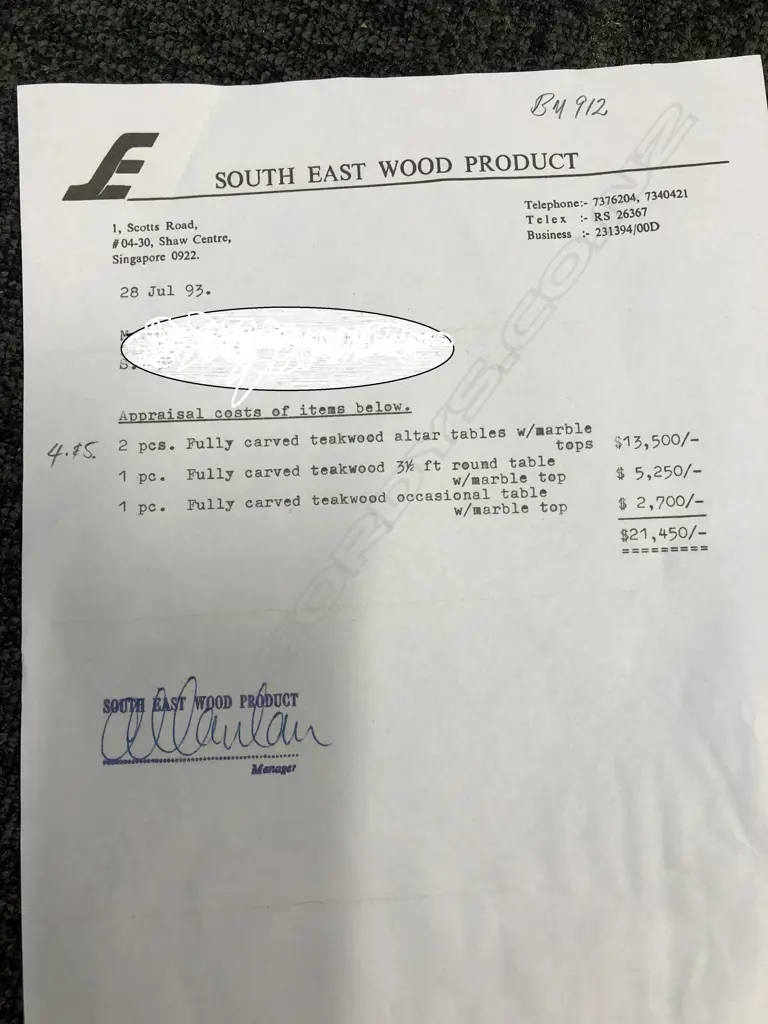 BM 912
SE
SOUTH EAST WOOD PRODUCT
1, Scotts Road,
#04-30, Shaw Centre,
Singapore 0922.
Telephone:- 7376204, 7340421
Telex :- RS 26367
Business :- 231394/00D
28 Jul 93.
M
S.
Appraisal costs of items below.
4.&5. 2 pcs. Fully carved teakwood altar tables w/marble
tops $13,500/-
1 pc. Fully carved teakwood 3½ ft round table
w/marble top $ 5,250/-
1 pc. Fully carved teakwood occasional table
w/marble top $ 2,700/-
$21,450/-
=========
SOUTH EAST WOOD PRODUCT
Manager